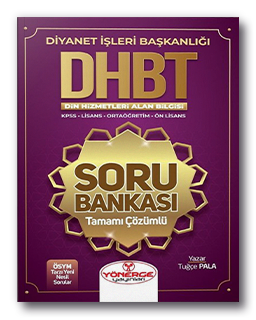 DİYANET İŞLERİ BAŞKANLIĞI
DHBT
DİN HİZMETLERİ ALAN BİLGİSİ
KPSS - LİSANS - ORTAÖĞRETİM - ÖN LİSANS
SORU
BANKASI
Tamamı Çözümlü
ÖSYM
Tarzı Yeni
Nesil
Sorular
YÖNERGE
yayınları
Yazar
Tuğçe PALA